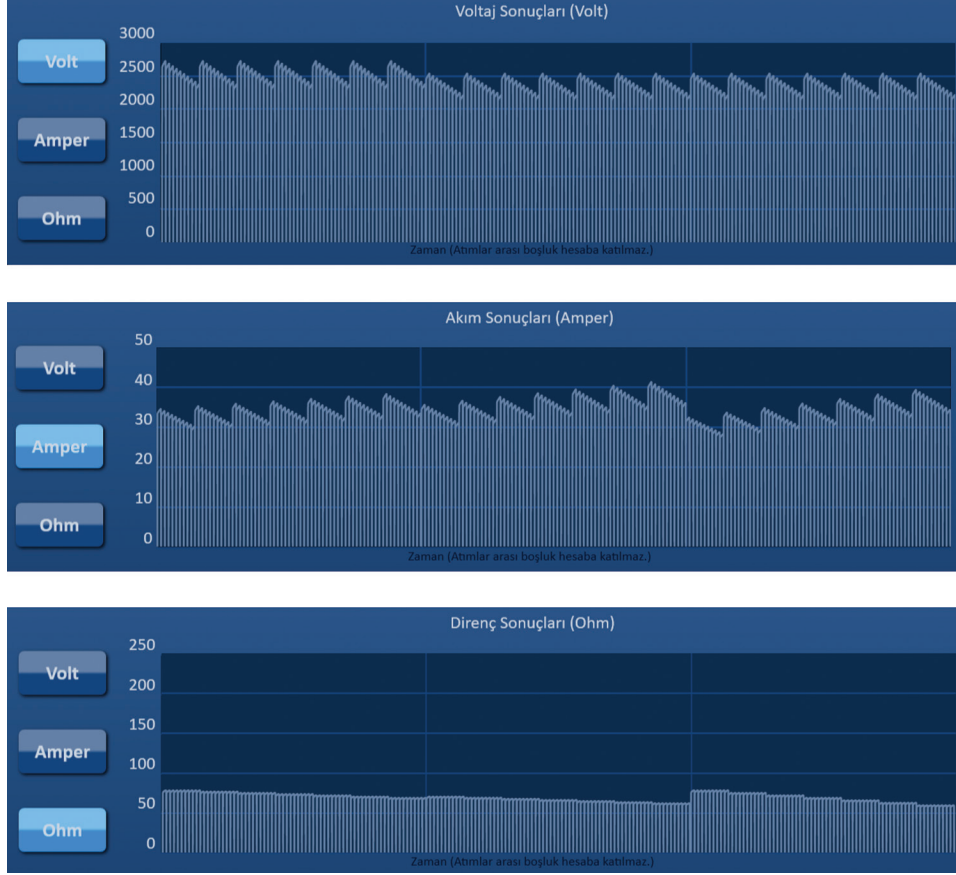 Voltaj Sonuçları (Volt)
3000
Volt
2500
2000
Amper
1500
1000
500
Ohm
0
Zaman (Atımlar arası boşluk hesaba katılmaz.)
Akım Sonuçları (Amper)
50
Volt
40
30
Amper
20
10
Ohm
0
Zaman (Atımlar arası boşluk hesaba katılmaz.)
Direnç Sonuçları (Ohm)
250
Volt
200
150
Amper
100
50
Ohm
0
Zaman (Atımlar arası boşluk hesaba katılmaz.)